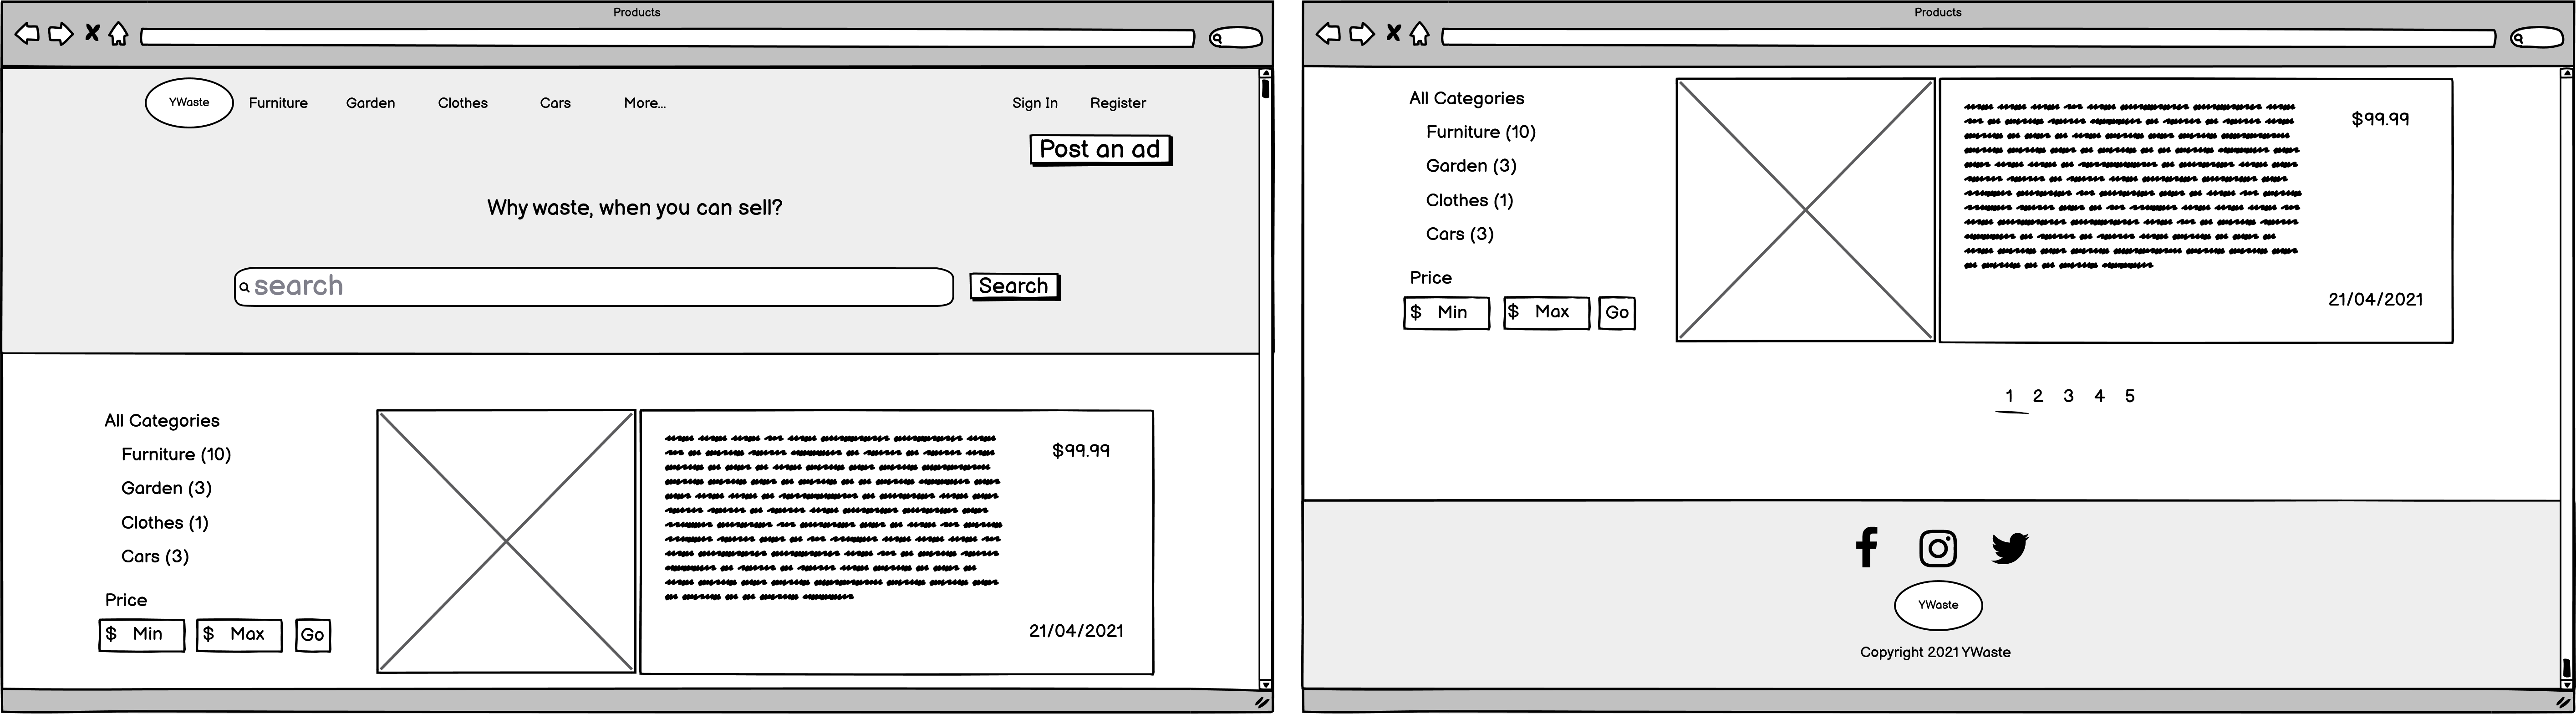 Products
YWaste Furniture Garden Clothes Cars More... Sign In Register
Post an ad
Why waste, when you can sell?
search Search
All Categories
Furniture (10)
Garden (3)
Clothes (1)
Cars (3)
Price
$ Min $ Max Go
$99.99
21/04/2021
Products
All Categories
Furniture (10)
Garden (3)
Clothes (1)
Cars (3)
Price
$ Min $ Max Go
$99.99
21/04/2021
1 2 3 4 5
YWaste
Copyright 2021 YWaste